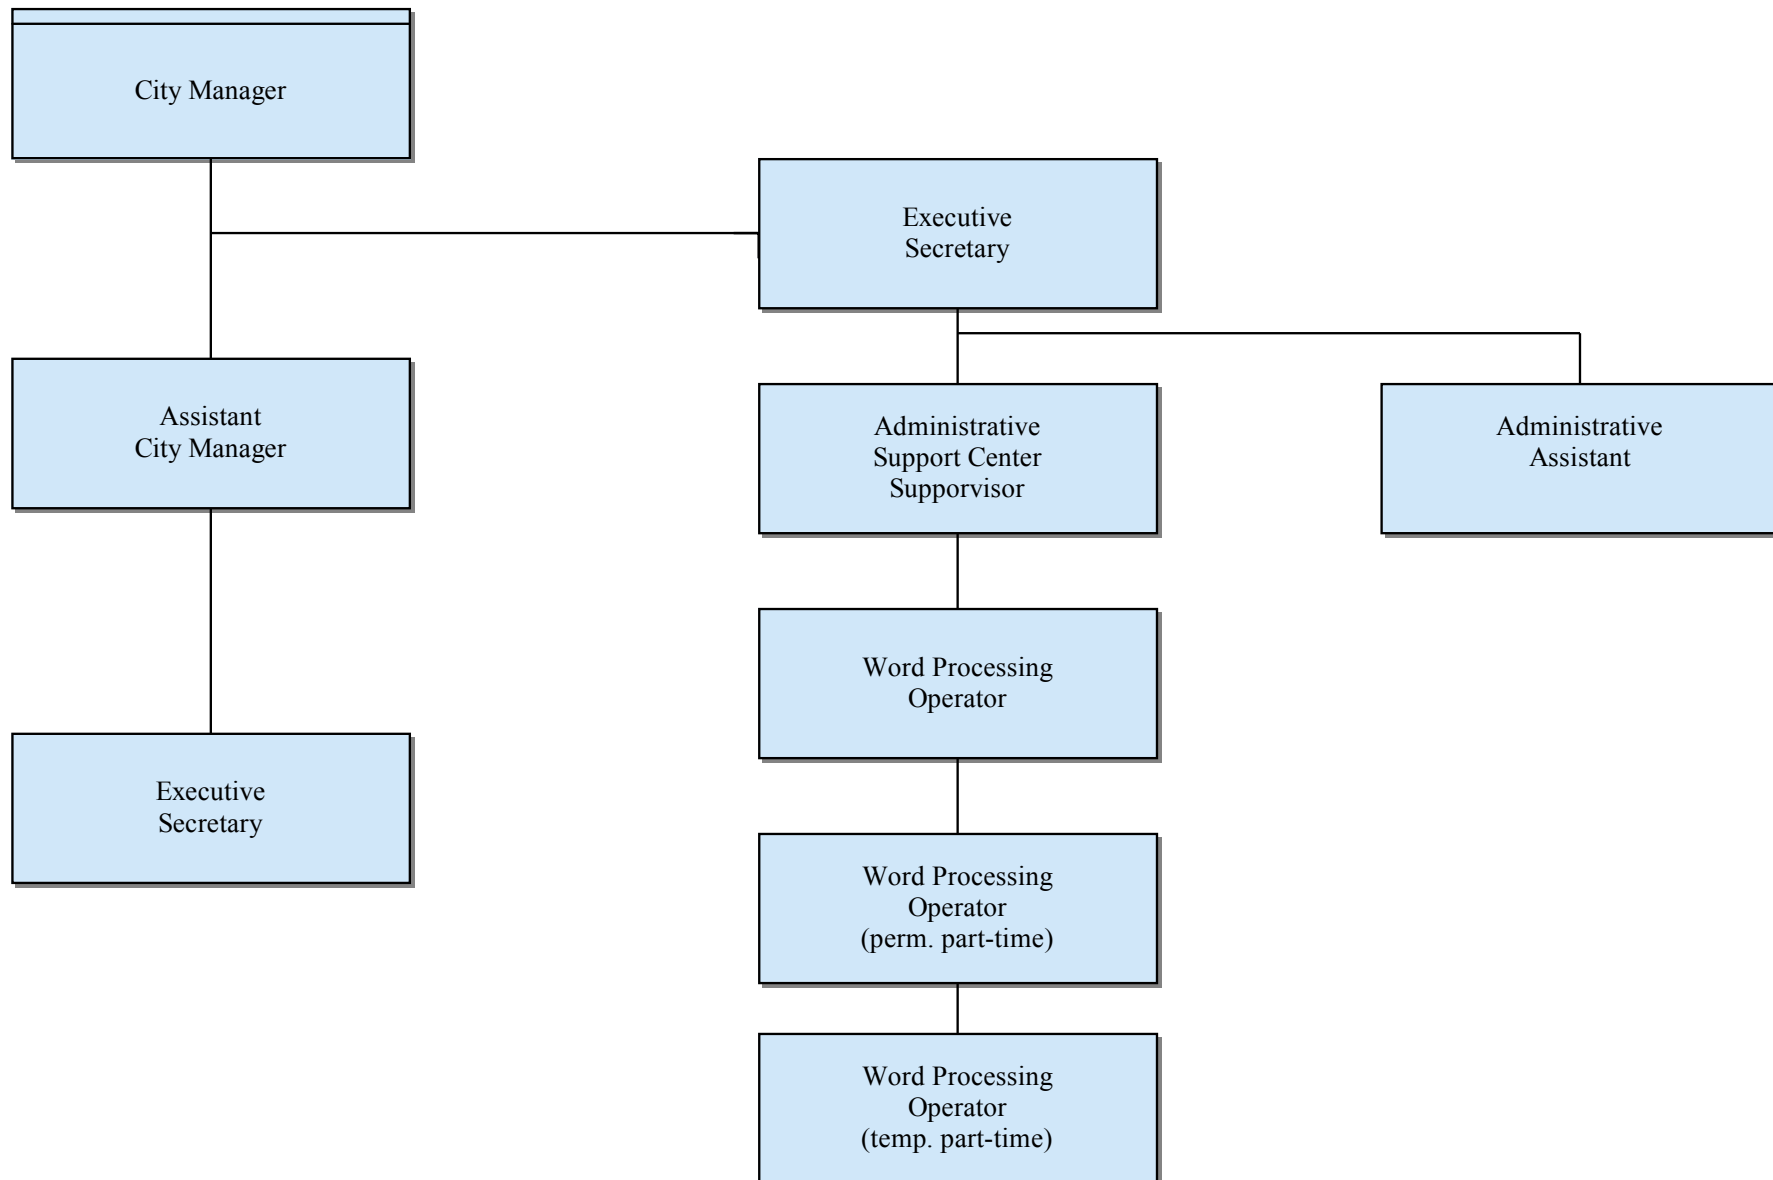 City Manager
Executive
Secretary
Assistant
City Manager
Administrative
Support Center
Supporvisor
Administrative
Assistant
Word Processing
Operator
Executive
Secretary
Word Processing
Operator
(perm. part-time)
Word Processing
Operator
(temp. part-time)